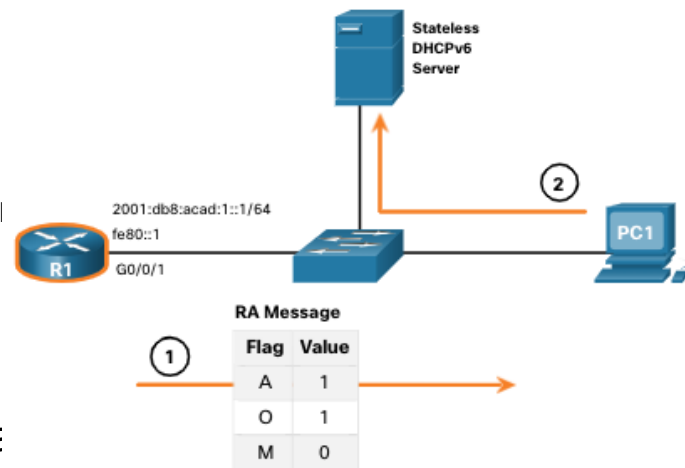 Stateless
DHCPv6
Server
2
2001:db8:acad:1::1/64
fe80::1
PC1
R1
G0/0/1
RA Message
1
Flag Value
A 1
O 1
M 0